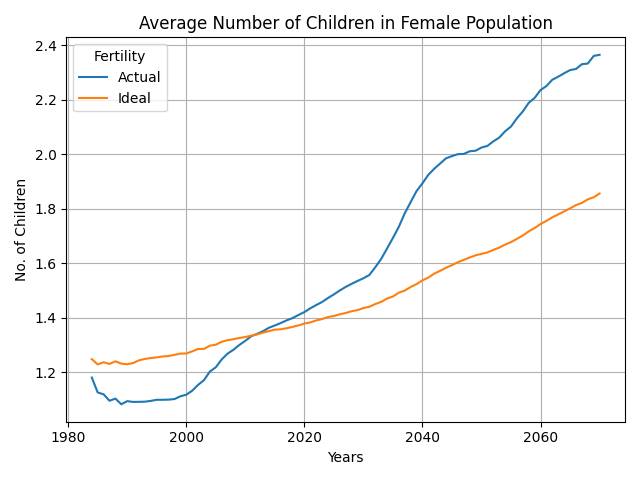 Average Number of Children in Female Population
Fertility
Actual
Ideal
No. of Children
2.4
2.2
2.0
1.8
1.6
1.4
1.2
1980
2000
2020
2040
2060
Years